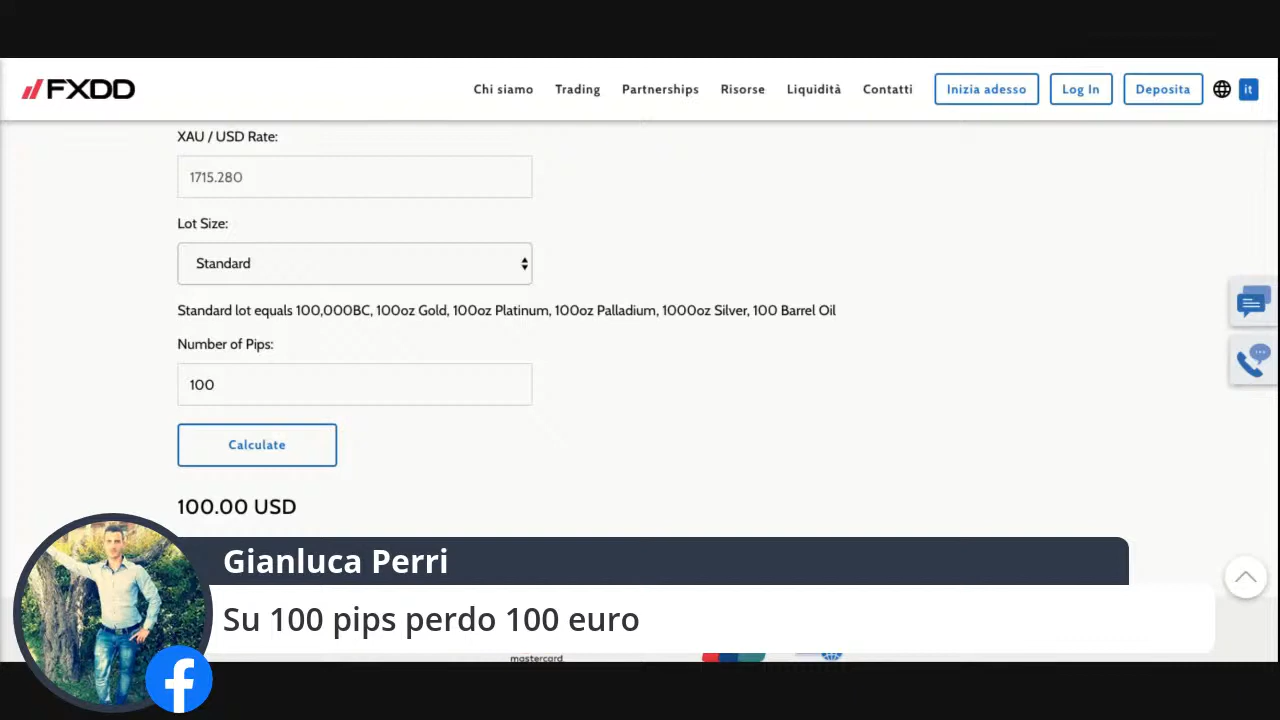 FXDD
Chi siamo Trading Partnerships Risorse Liquidità Contatti Inizia adesso Log In Deposita it
XAU / USD Rate:
1715.280
Lot Size:
Standard
Standard lot equals 100,000BC, 100oz Gold, 100oz Platinum, 100oz Palladium, 1000oz Silver, 100 Barrel Oil
Number of Pips:
100
Calculate
100.00 USD
Gianluca Perri
Su 100 pips perdo 100 euro
mastercard.